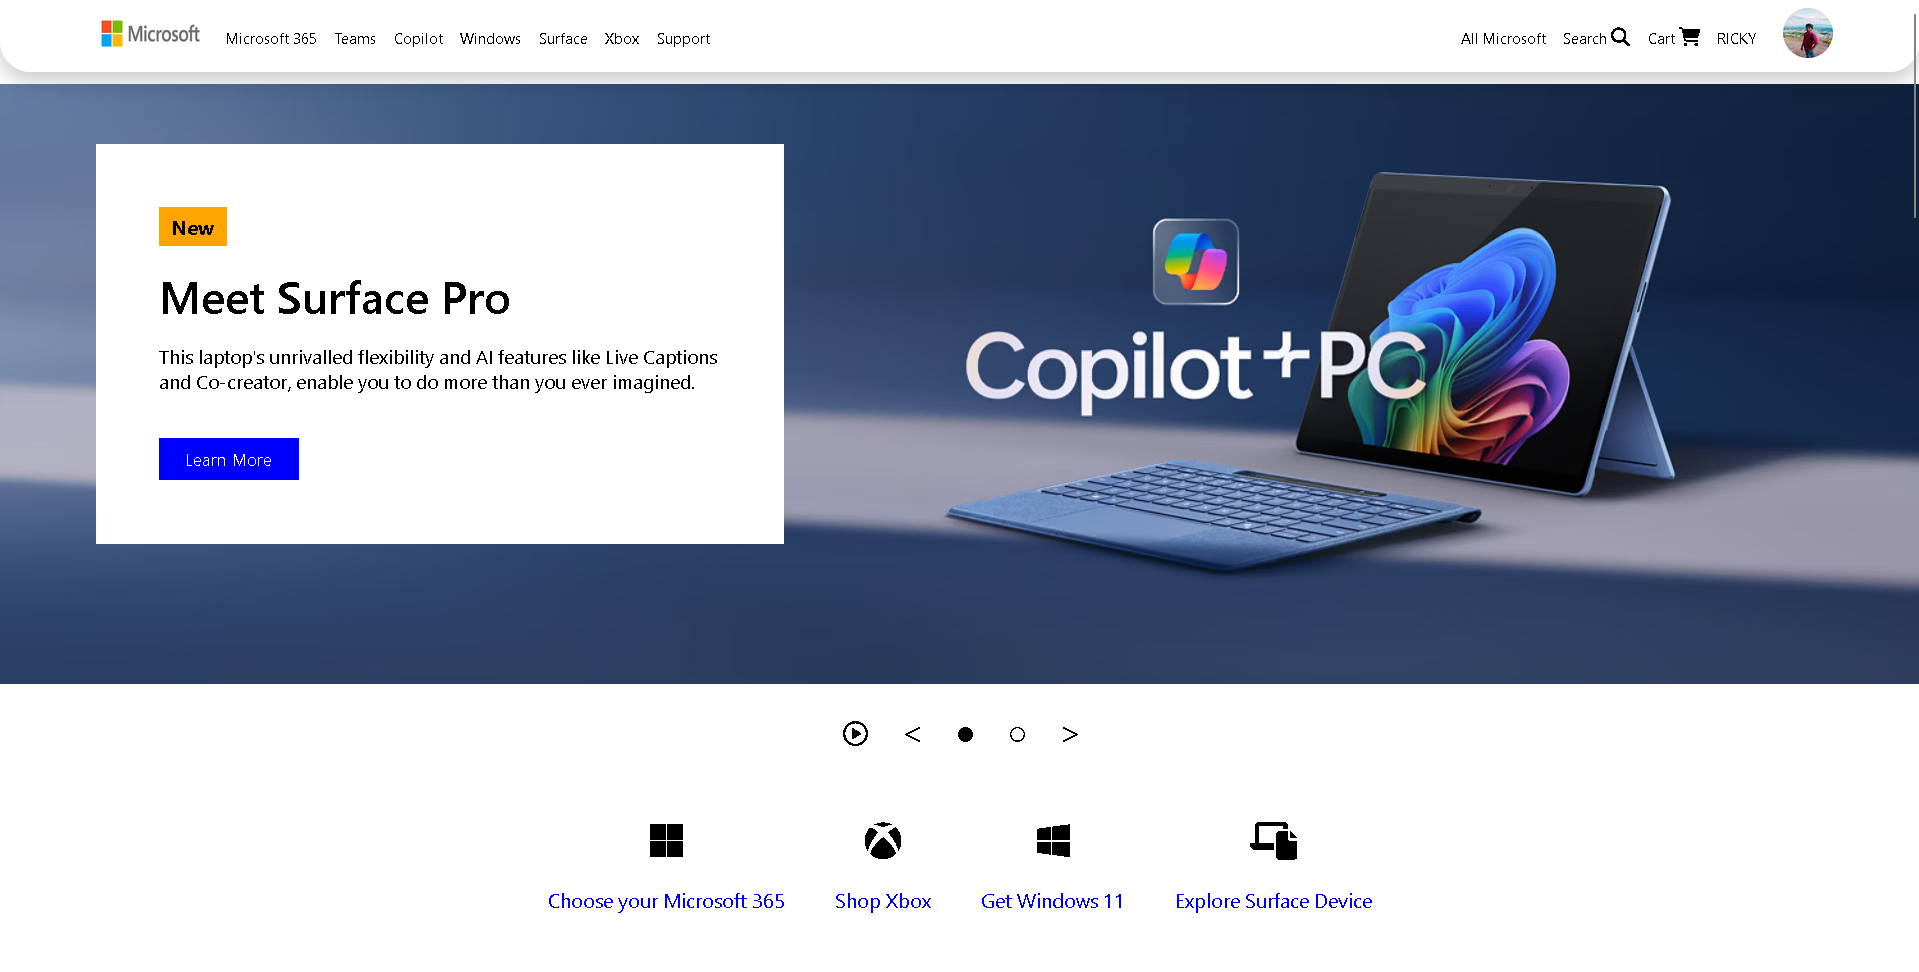 Microsoft
Microsoft 365 Teams Copilot Windows Surface Xbox Support
All Microsoft Search Cart RICKY
New
Meet Surface Pro
This laptop's unrivalled flexibility and AI features like Live Captions
and Co-creator, enable you to do more than you ever imagined.
Learn More
Copilot+PC
< >
Choose your Microsoft 365 Shop Xbox Get Windows 11 Explore Surface Device